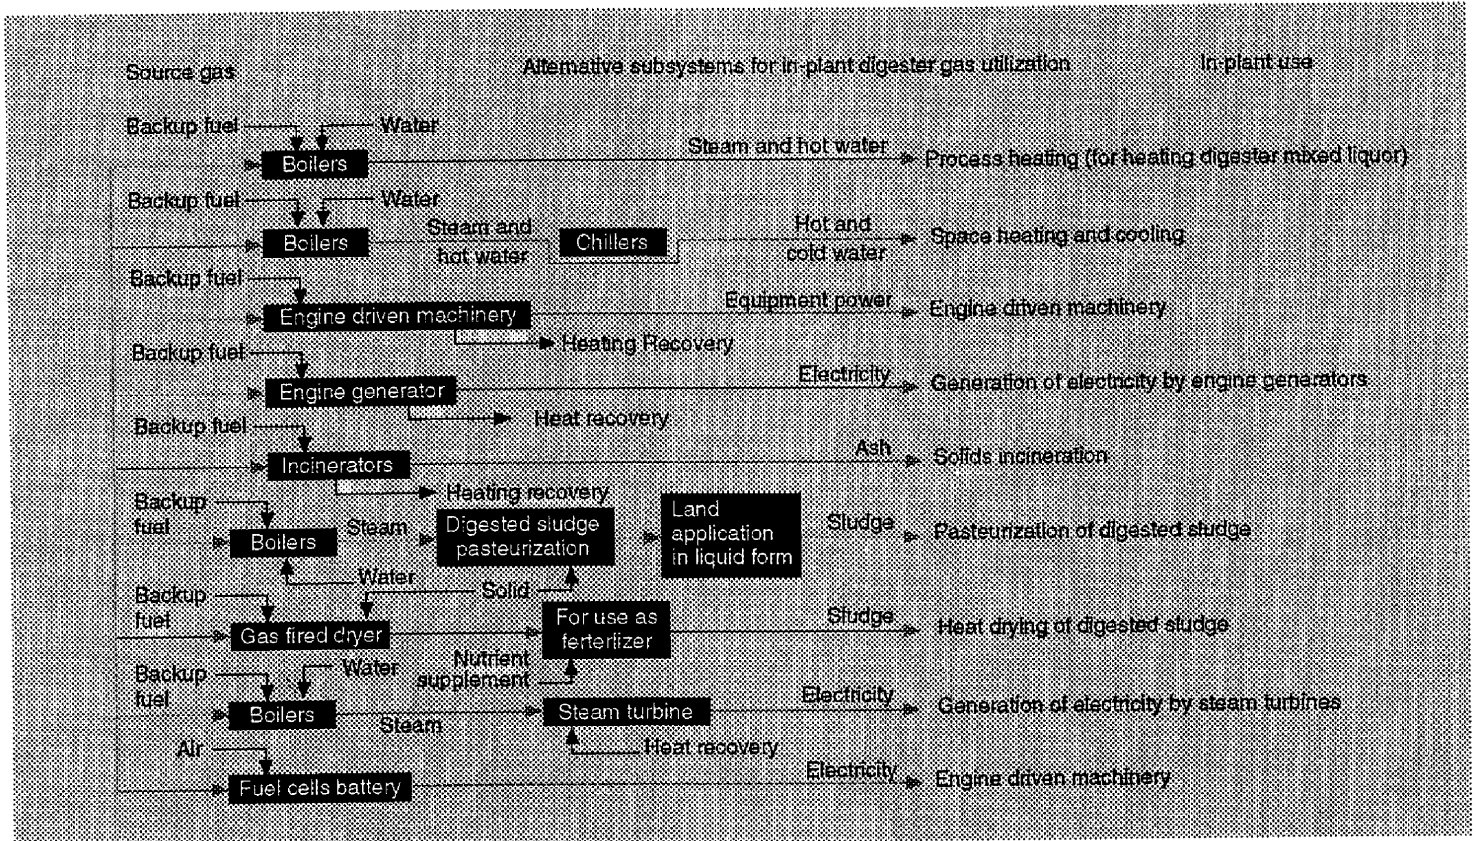 Source gas
Alternative subsystems for in-plant digester gas utilization
In-plant use
Backup fuel
Water
Boilers
Steam and hot water
Process heating (for heating digester mixed liquor)
Backup fuel
Water
Boilers
Steam and
hot water
Chillers
Hot and
cold water
Space heating and cooling
Backup fuel
Engine driven machinery
Equipment power
Engine driven machinery
Heating Recovery
Backup fuel
Engine generator
Electricity
Generation of electricity by engine generators
Heat recovery
Backup fuel
Incinerators
Ash
Solids incineration
Heating recovery
Backup
fuel
Boilers
Steam
Water
Digested sludge
pasteurization
Solid
Land
application
in liquid form
Sludge
Pasteurization of digested sludge
Backup
fuel
Gas fired dryer
For use as
ferterlizer
Nutrient
supplement
Sludge
Heat drying of digested sludge
Backup
fuel
Water
Boilers
Steam
Steam turbine
Heat recovery
Electricity
Generation of electricity by steam turbines
Air
Fuel cells battery
Electricity
Engine driven machinery